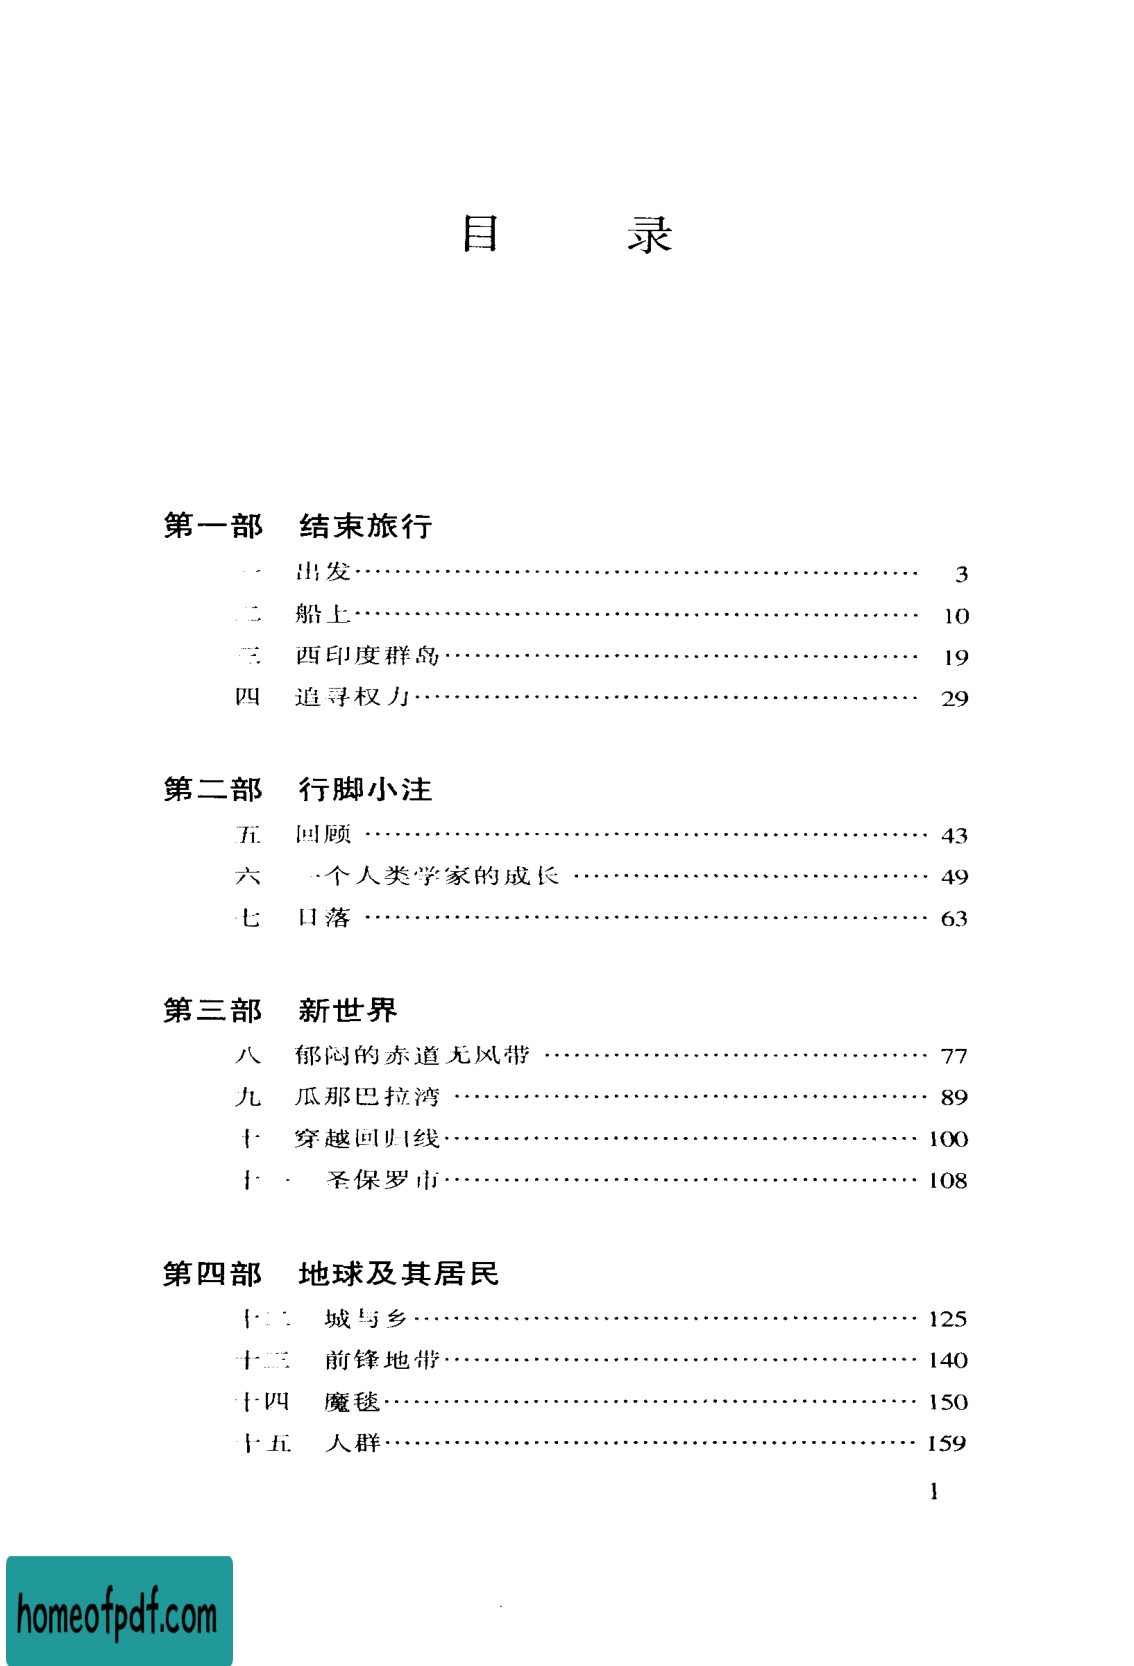 目 录
第一部 结束旅行
一 出发…………………………………………………… 3
二 船上…………………………………………………… 10
三 西印度群岛…………………………………………… 19
四 追寻权力……………………………………………… 29
第二部 行脚小注
五 回顾 …………………………………………………… 43
六 一个人类学家的成长 ………………………………… 49
七 日落 …………………………………………………… 63
第三部 新世界
八 郁闷的赤道无风带 …………………………………… 77
九 瓜那巴拉湾 …………………………………………… 89
十 穿越回归线…………………………………………… 100
十一 圣保罗市…………………………………………… 108
第四部 地球及其居民
十二 城与乡……………………………………………… 125
十三 前锋地带…………………………………………… 140
十四 魔毯………………………………………………… 150
十五 人群………………………………………………… 159
1
homeofpdf.com